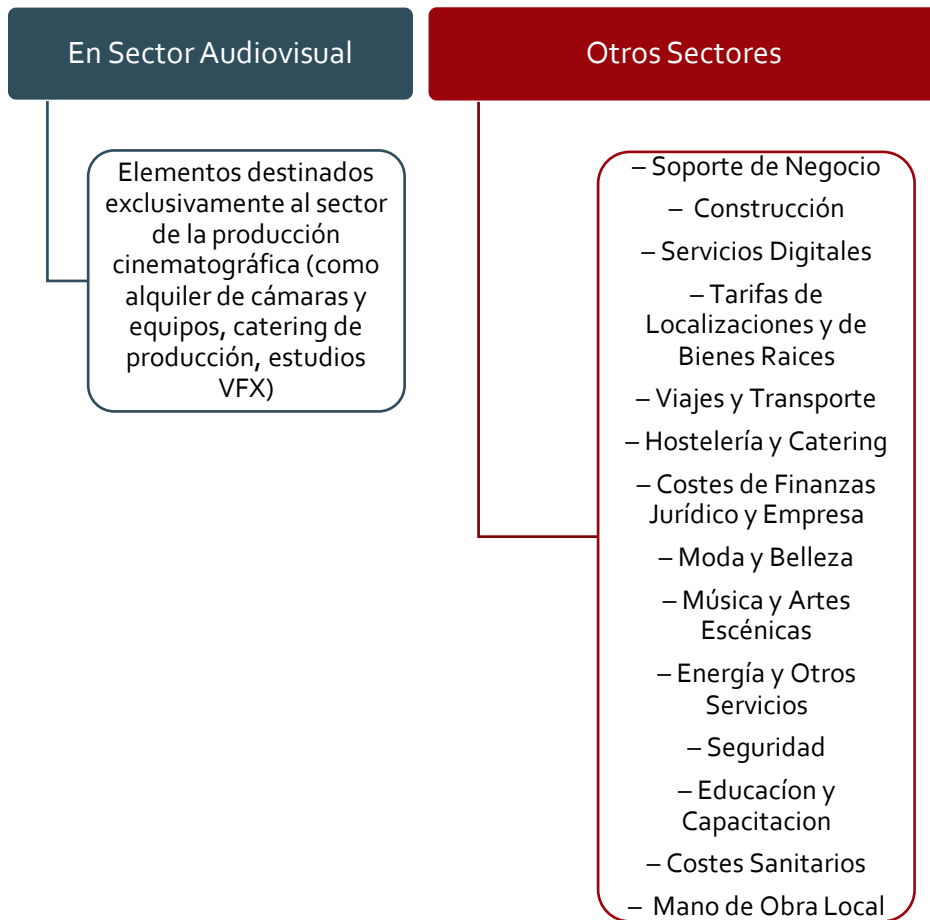 En Sector Audiovisual
Elementos destinados
exclusivamente al sector
de la producción
cinematográfica (como
alquiler de cámaras y
equipos, catering de
producción, estudios
VFX)
Otros Sectores
– Soporte de Negocio
– Construcción
– Servicios Digitales
– Tarifas de
Localizaciones y de
Bienes Raices
– Viajes y Transporte
– Hostelería y Catering
– Costes de Finanzas
Jurídico y Empresa
– Moda y Belleza
– Música y Artes
Escénicas
– Energía y Otros
Servicios
– Seguridad
– Educacíon y
Capacitacion
– Costes Sanitarios
– Mano de Obra Local